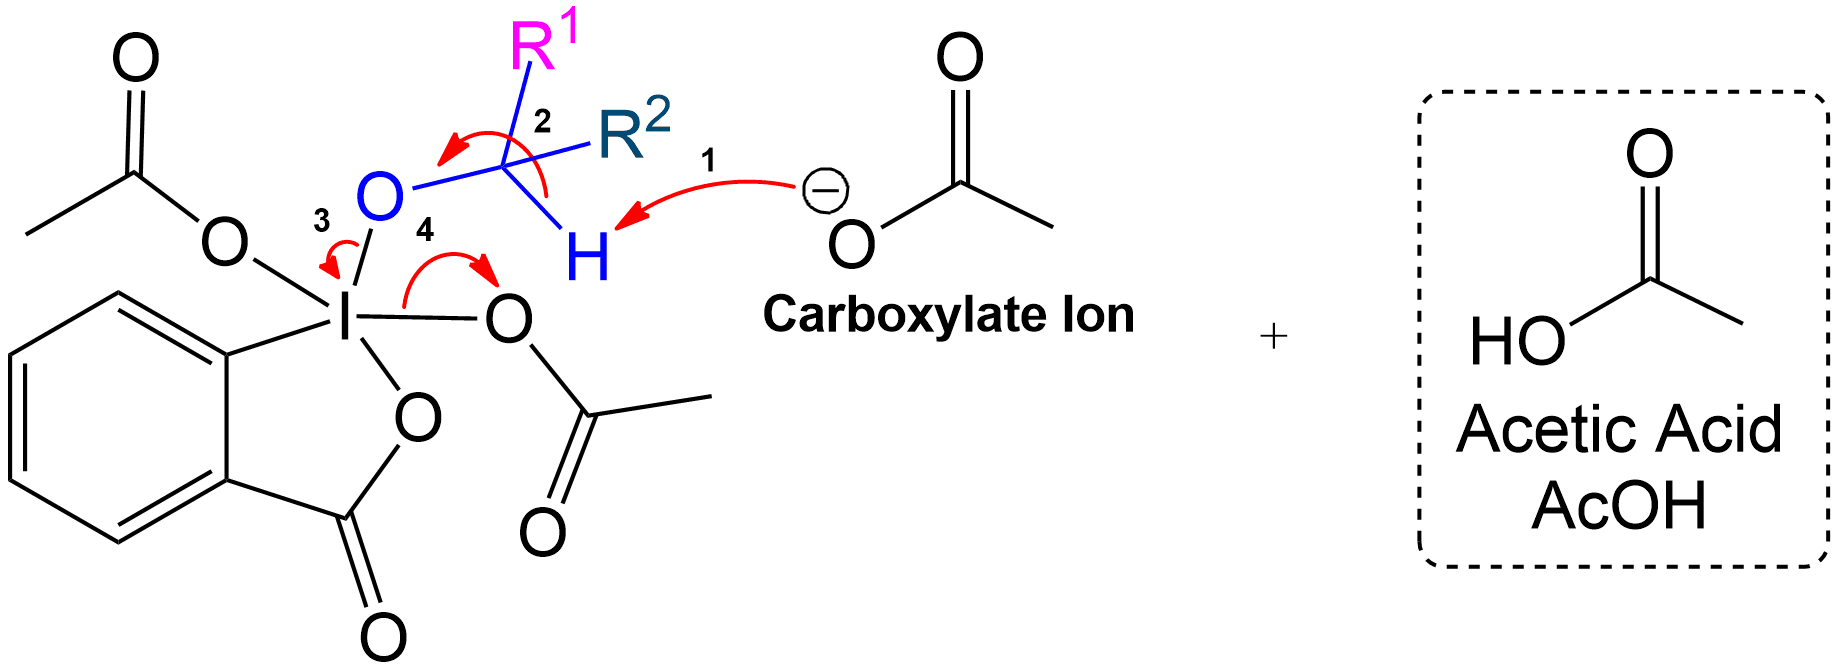 R1
O
O
2
R2
1
O
O
3
4
−
O
O
H
HO
I
O
Carboxylate Ion
+
Acetic Acid
O
AcOH
O
O